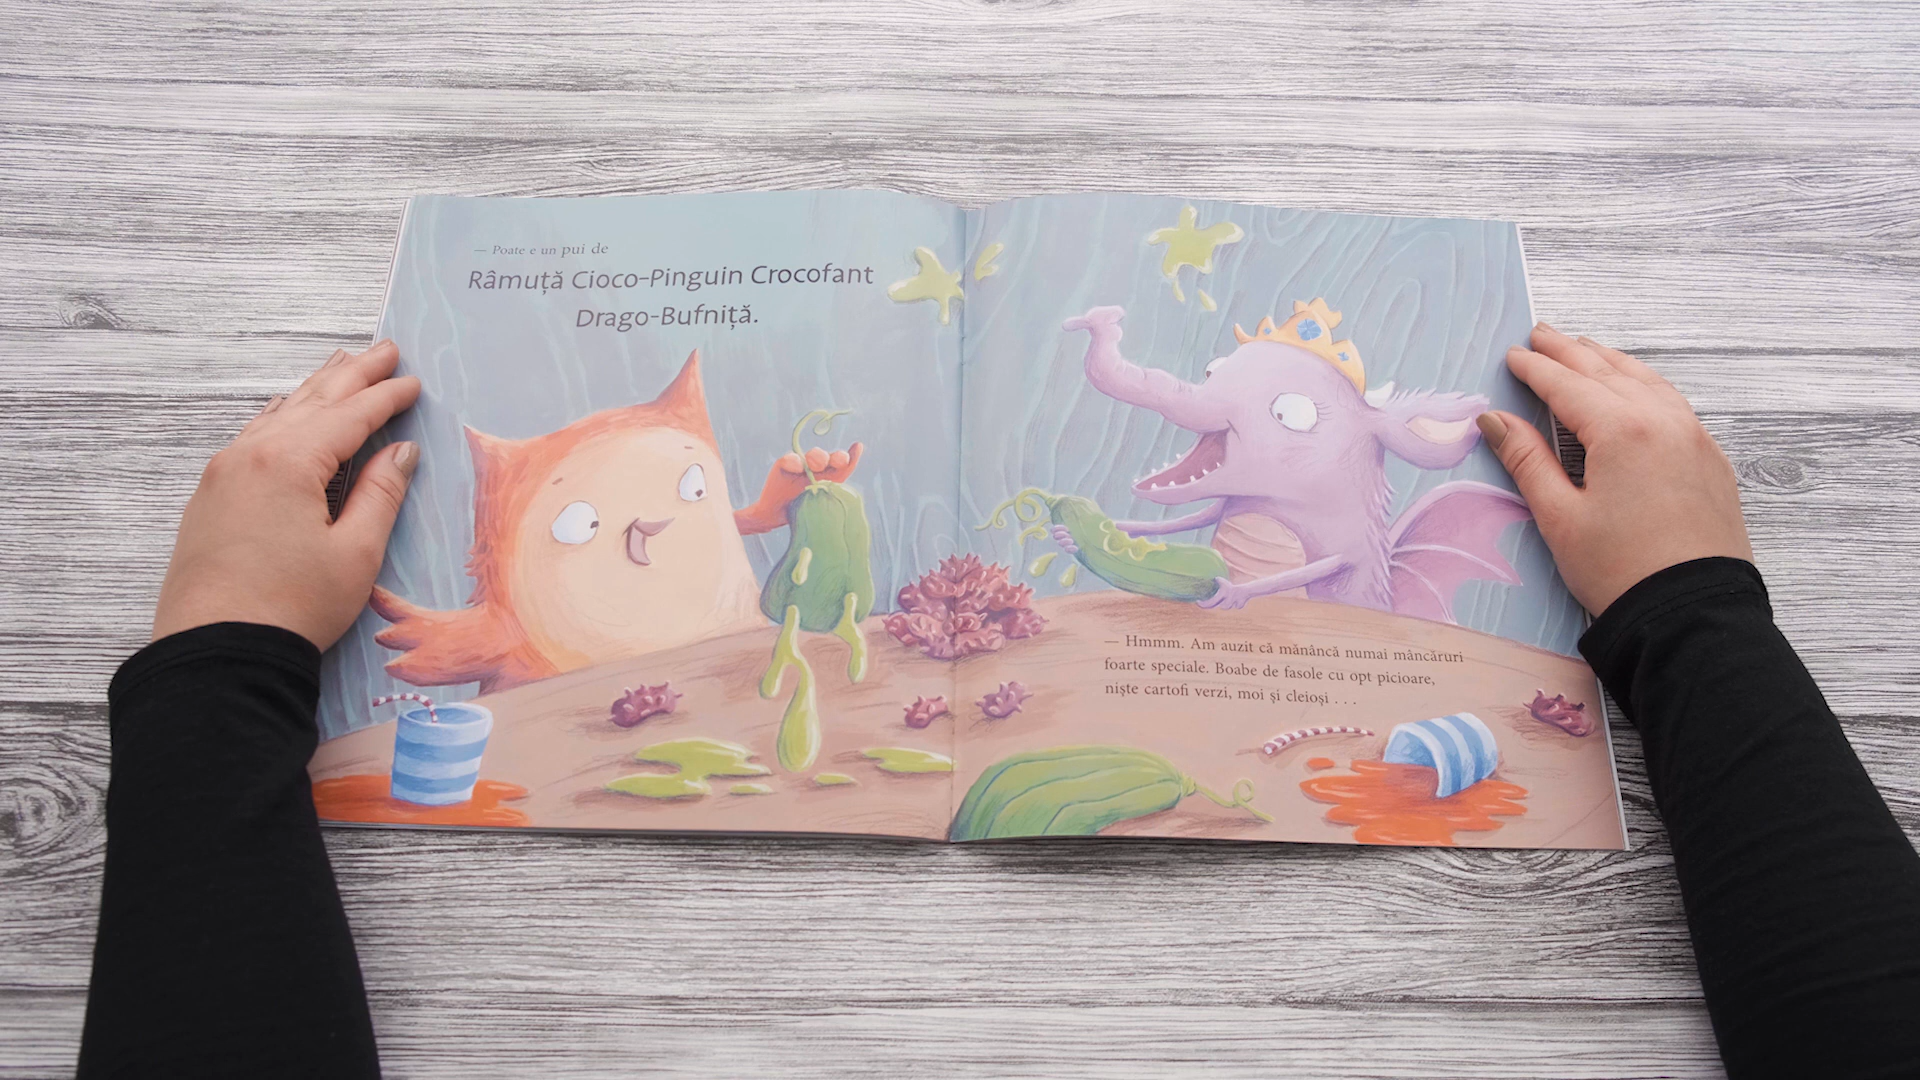 — Poate e un pui de
Râmuță Cioco-Pinguin Crocofant
Drago-Bufniță.
— Hmmm. Am auzit că mănâncă numai mâncăruri
foarte speciale. Boabe de fasole cu opt picioare,
niște cartofi verzi, moi și cleioși . . .